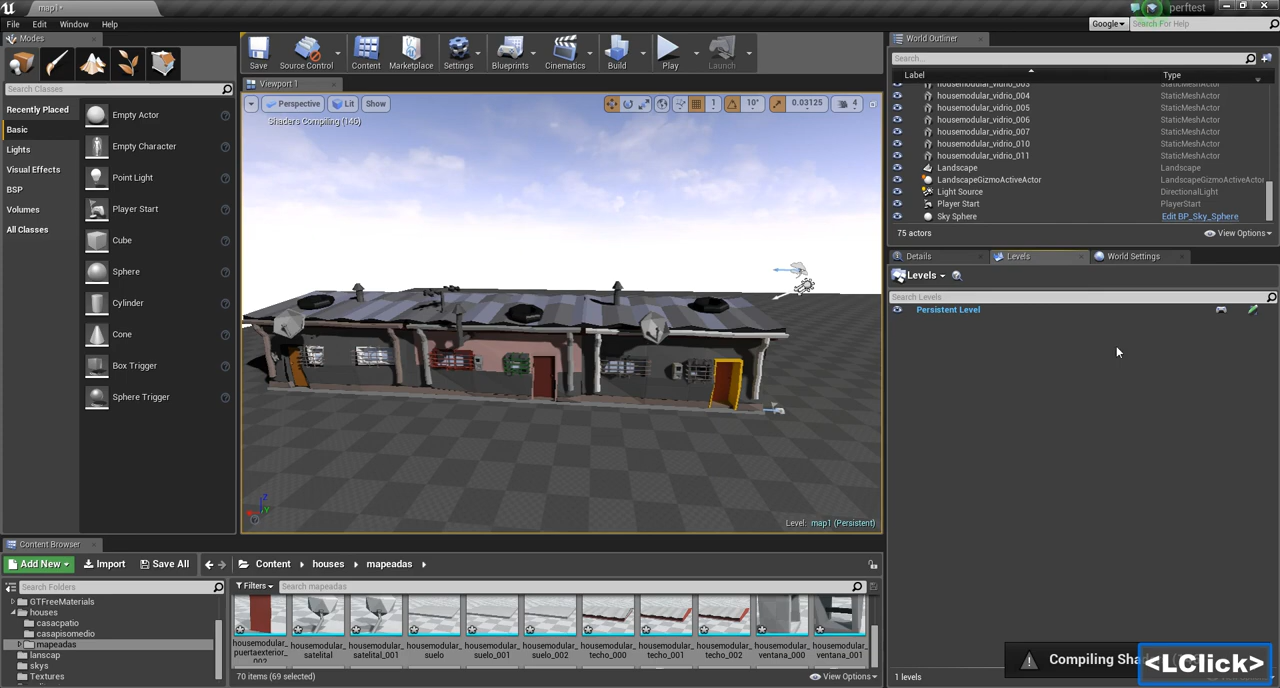 map1*
perftest
File
Edit
Window
Help
Google
Search For Help
Modes
Search Classes
Recently Placed
Basic
Lights
Visual Effects
BSP
Volumes
All Classes
Empty Actor
Empty Character
Point Light
Player Start
Cube
Sphere
Cylinder
Cone
Box Trigger
Sphere Trigger
Save
Source Control
Content
Marketplace
Settings
Blueprints
Cinematics
Build
Play
Launch
Viewport 1
Perspective
Lit
Show
10°
0.03125
4
Shaders Compiling (146)
Level: map1 (Persistent)
World Outliner
Search...
Label
Type
housemodular_vidrio_003 StaticMeshActor
housemodular_vidrio_004 StaticMeshActor
housemodular_vidrio_005 StaticMeshActor
housemodular_vidrio_006 StaticMeshActor
housemodular_vidrio_007 StaticMeshActor
housemodular_vidrio_010 StaticMeshActor
housemodular_vidrio_011 StaticMeshActor
Landscape Landscape
LandscapeGizmoActiveActor LandscapeGizmoActiveActor
Light Source DirectionalLight
Player Start PlayerStart
Sky Sphere Edit BP_Sky_Sphere
75 actors
View Options
Details
Levels
World Settings
Levels
Search Levels
Persistent Level
1 levels
Compiling Sha
<LClick>
Content Browser
Add New
Import
Save All
Content
houses
mapeadas
Search Folders
GTFreeMaterials
houses
casacpatio
casapisomedio
mapeadas
lanscap
skys
Textures
Filters
Search mapeadas
housemodular_puertaexterior_002
housemodular_satelital
housemodular_satelital_001
housemodular_suelo
housemodular_suelo_001
housemodular_suelo_002
housemodular_techo_000
housemodular_techo_001
housemodular_techo_002
housemodular_ventana_000
housemodular_ventana_001
70 items (69 selected)
View Options